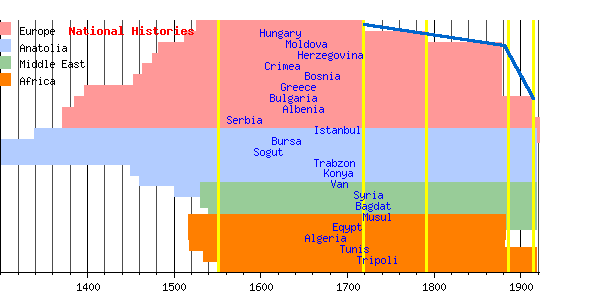 Europe National Histories
Anatolia
Middle East
Africa
Hungary
Moldova
Herzegovina
Crimea
Bosnia
Greece
Bulgaria
Albenia
Serbia
Istanbul
Bursa
Sogut
Trabzon
Konya
Van
Syria
Bagdat
Musul
Eqypt
Algeria
Tunis
Tripoli
1400 1500 1600 1700 1800 1900